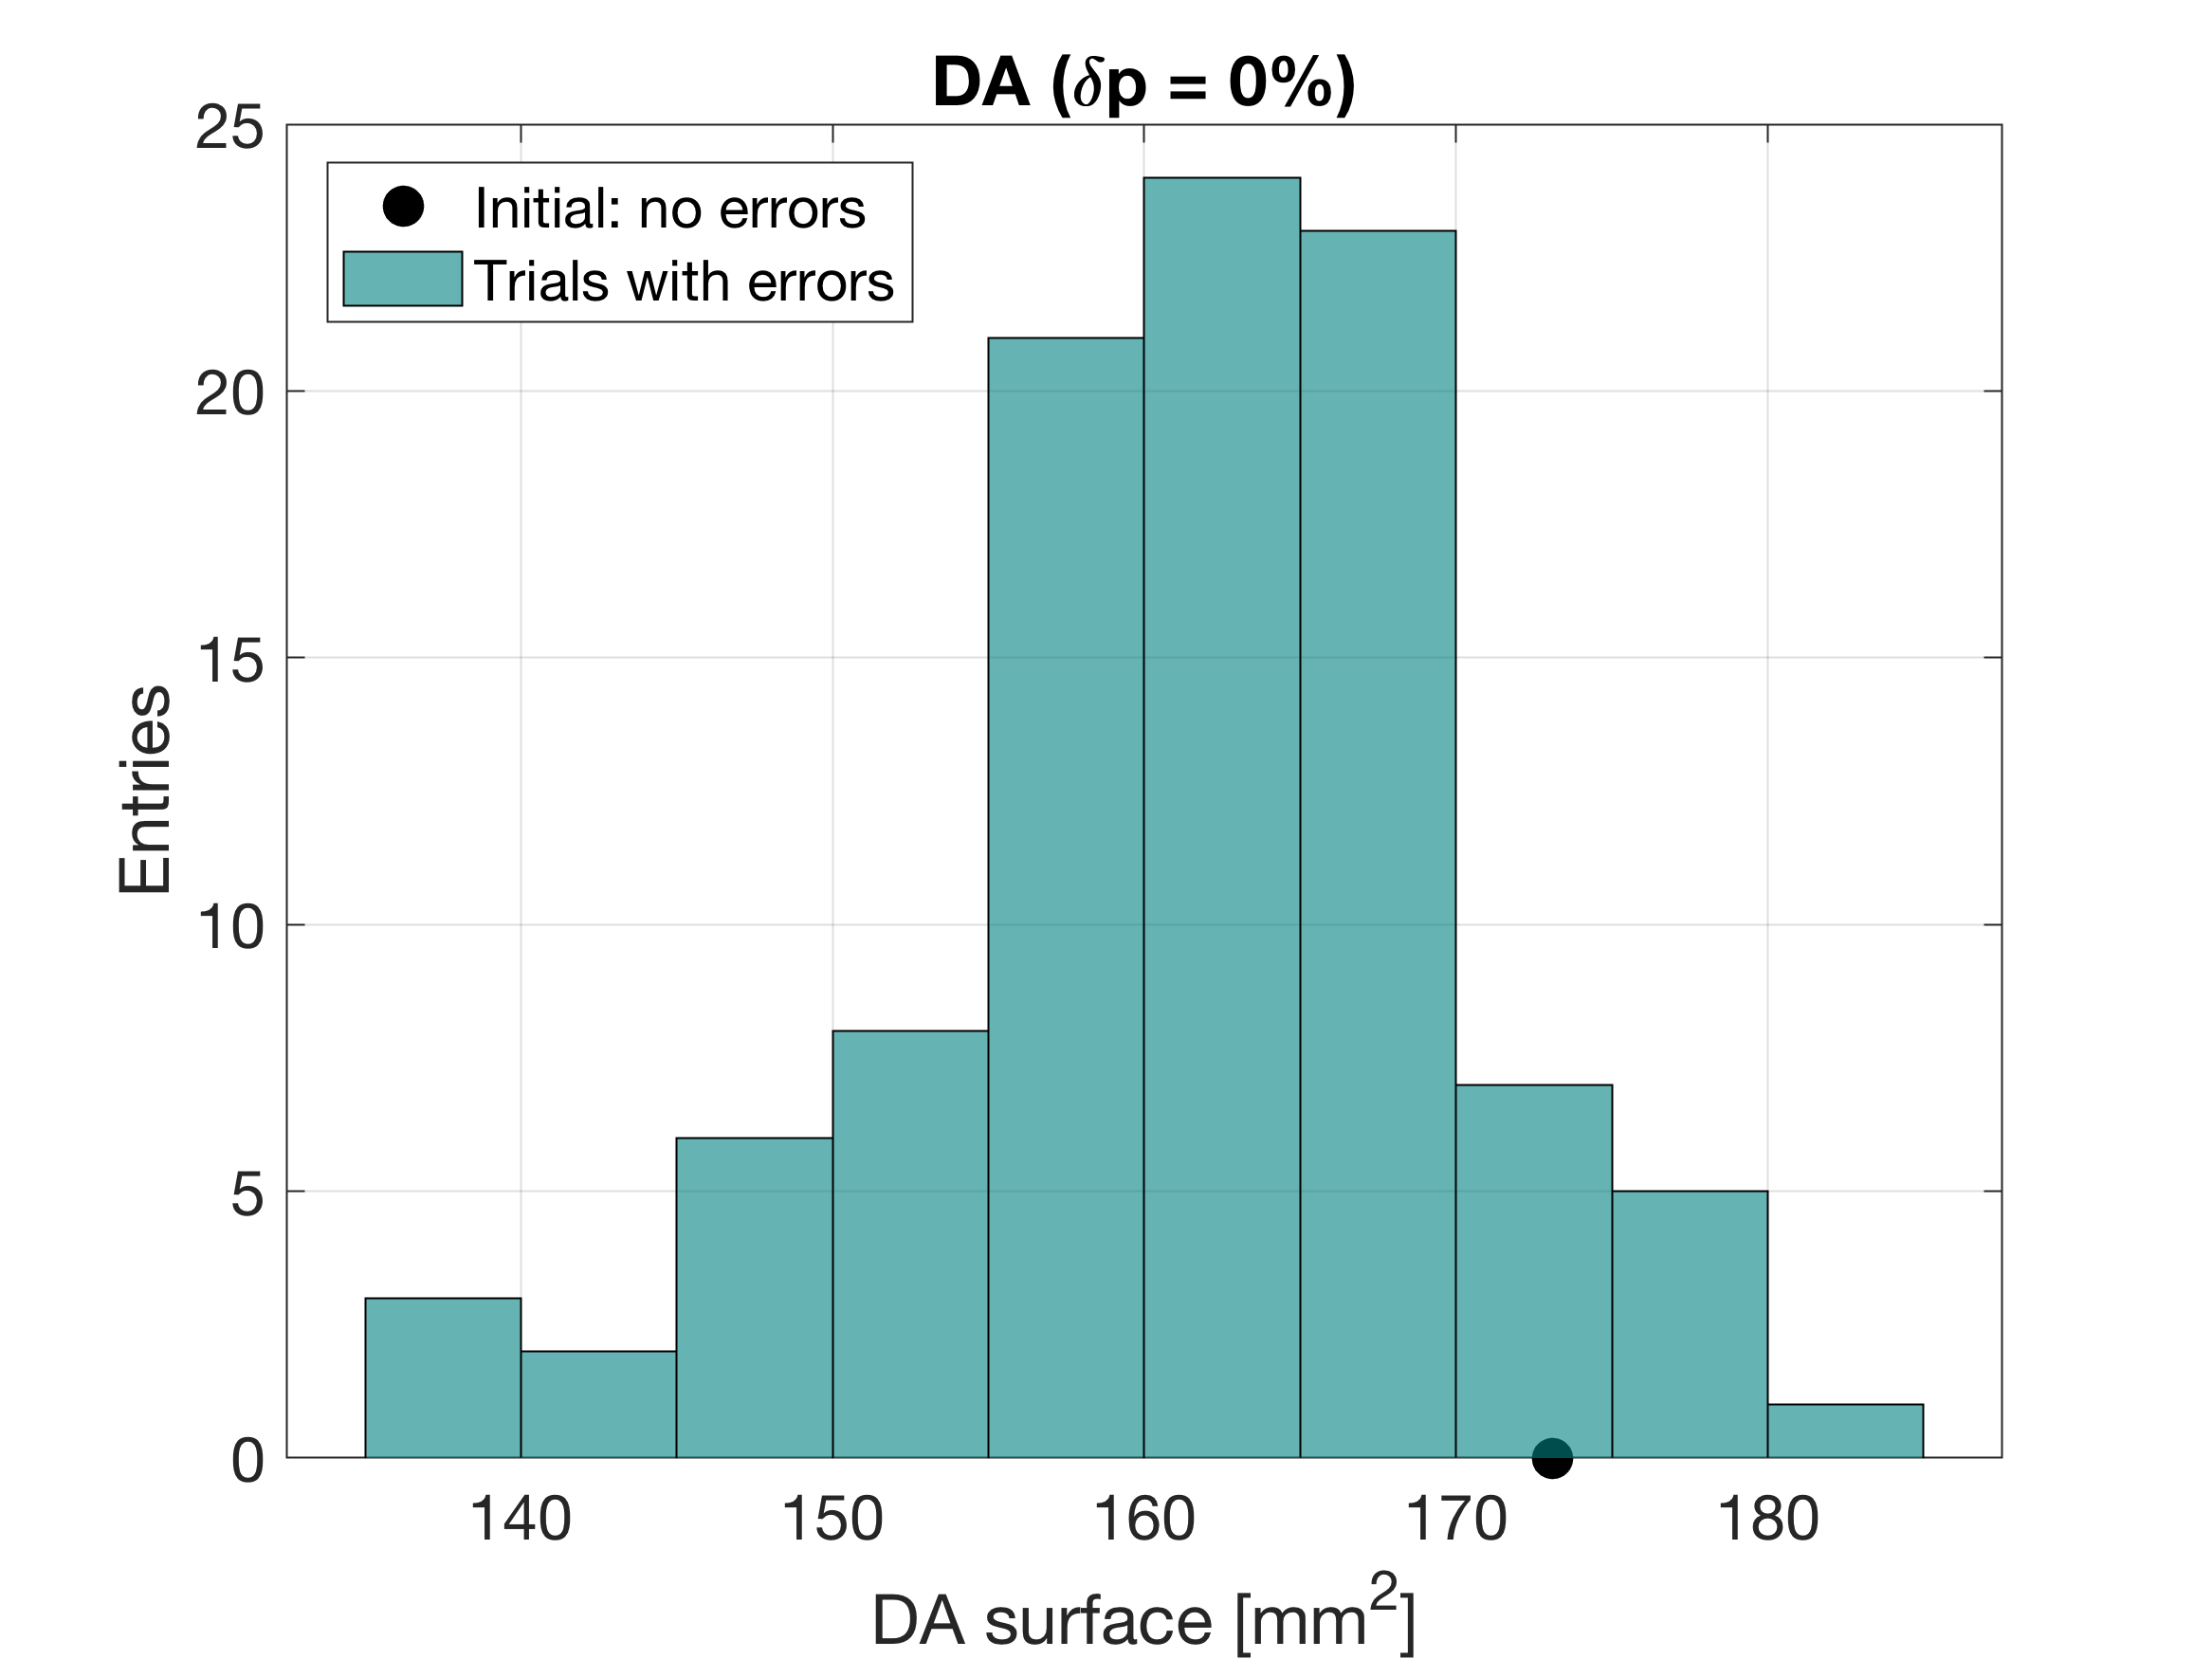 DA (δp = 0%)
25
20
15
10
5
0
Entries
Initial: no errors
Trials with errors
140 150 160 170 180
DA surface [mm²]